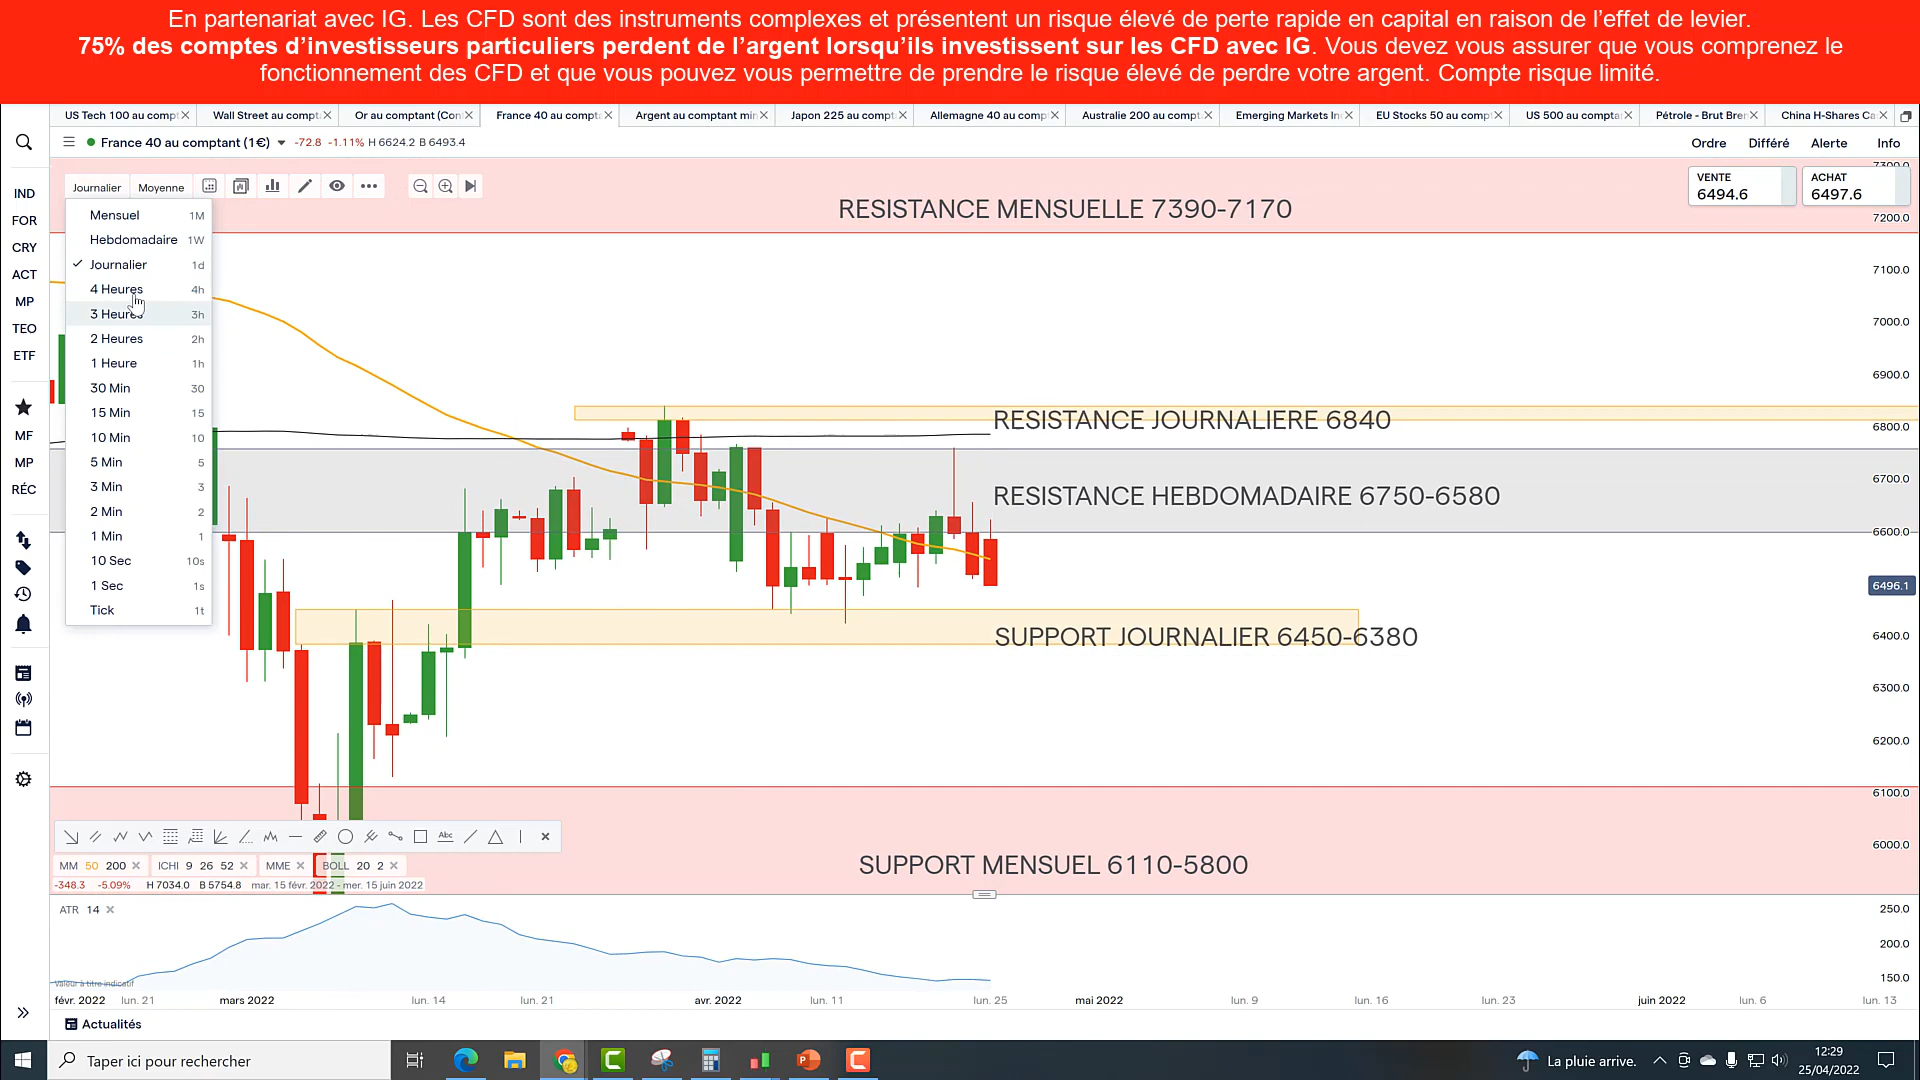 En partenariat avec IG. Les CFD sont des instruments complexes et présentent un risque élevé de perte rapide en capital en raison de l’effet de levier.
75% des comptes d’investisseurs particuliers perdent de l’argent lorsqu’ils investissent sur les CFD avec IG. Vous devez vous assurer que vous comprenez le
fonctionnement des CFD et que vous pouvez vous permettre de prendre le risque élevé de perdre votre argent. Compte risque limité.
US Tech 100 au compt Wall Street au compt Or au comptant (Con France 40 au compt Argent au comptant min Japon 225 au compt Allemagne 40 au comp Australie 200 au compt Emerging Markets In EU Stocks 50 au compt US 500 au compta Pétrole - Brut Bren China H-Shares Ca
France 40 au comptant (1€) -72.8 -1.11% H 6624.2 B 6493.4 Ordre Différé Alerte Info
Journalier Moyenne
VENTE ACHAT
6494.6 6497.6
Mensuel 1M
Hebdomadaire 1W
Journalier 1d
4 Heures 4h
3 Heures 3h
2 Heures 2h
1 Heure 1h
30 Min 30
15 Min 15
10 Min 10
5 Min 5
3 Min 3
2 Min 2
1 Min 1
10 Sec 10s
1 Sec 1s
Tick 1t
IND
FOR
CRY
ACT
MP
TEO
ETF
MF
MP
RÉC
RESISTANCE MENSUELLE 7390-7170
RESISTANCE JOURNALIERE 6840
RESISTANCE HEBDOMADAIRE 6750-6580
SUPPORT JOURNALIER 6450-6380
SUPPORT MENSUEL 6110-5800
7300.0
7200.0
7100.0
7000.0
6900.0
6800.0
6700.0
6600.0
6496.1
6400.0
6300.0
6200.0
6100.0
6000.0
Abc
MM 50 200 ICHI 9 26 52 MME BOLL 20 2
-348.3 -5.09% H 7034.0 B 5754.8 mar. 15 févr. 2022 - mer. 15 juin 2022
ATR 14
250.0
200.0
150.0
Valeur à titre indicatif
févr. 2022 lun. 21 mars 2022 lun. 14 lun. 21 avr. 2022 lun. 11 lun. 25 mai 2022 lun. 9 lun. 16 lun. 23 juin 2022 lun. 6 lun. 13
Actualités
Taper ici pour rechercher
La pluie arrive.
12:29
25/04/2022